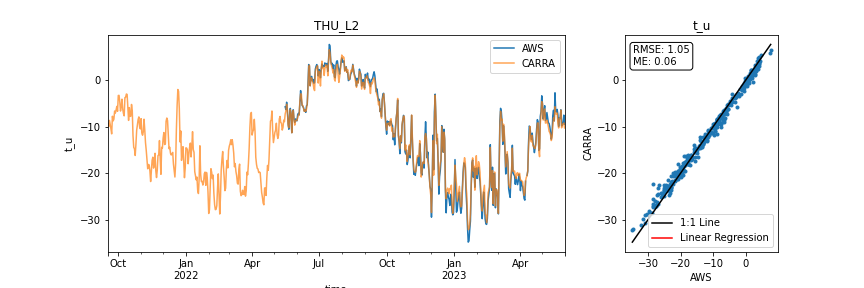 THU_L2
t_u
0
−10
−20
−30
AWS
CARRA
Oct
Jan
2022
Apr
Jul
Oct
Jan
2023
Apr
time
t_u
CARRA
0
−10
−20
−30
RMSE: 1.05
ME: 0.06
1:1 Line
Linear Regression
−30
−20
−10
0
AWS